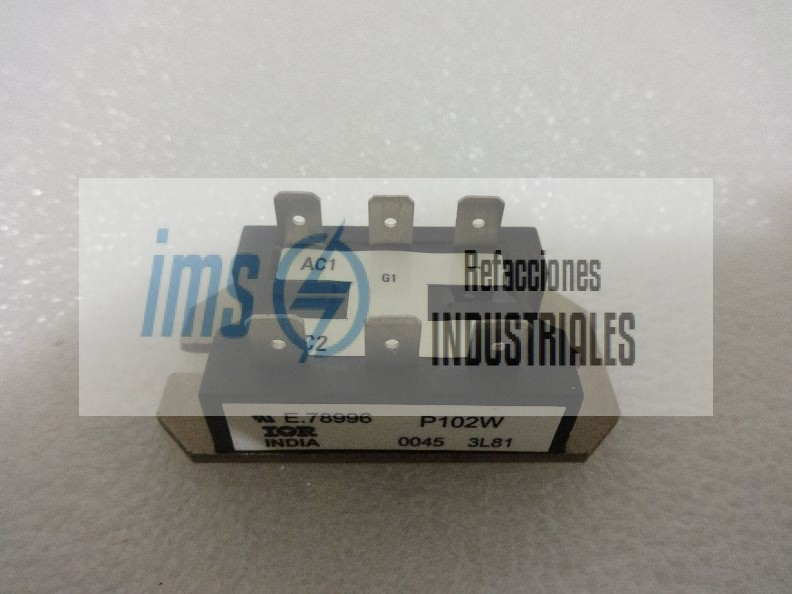 AC1
G1
ims
Refacciones
INDUSTRIALES
C2
E.78996 P102W
IOR 0045 3L81
INDIA